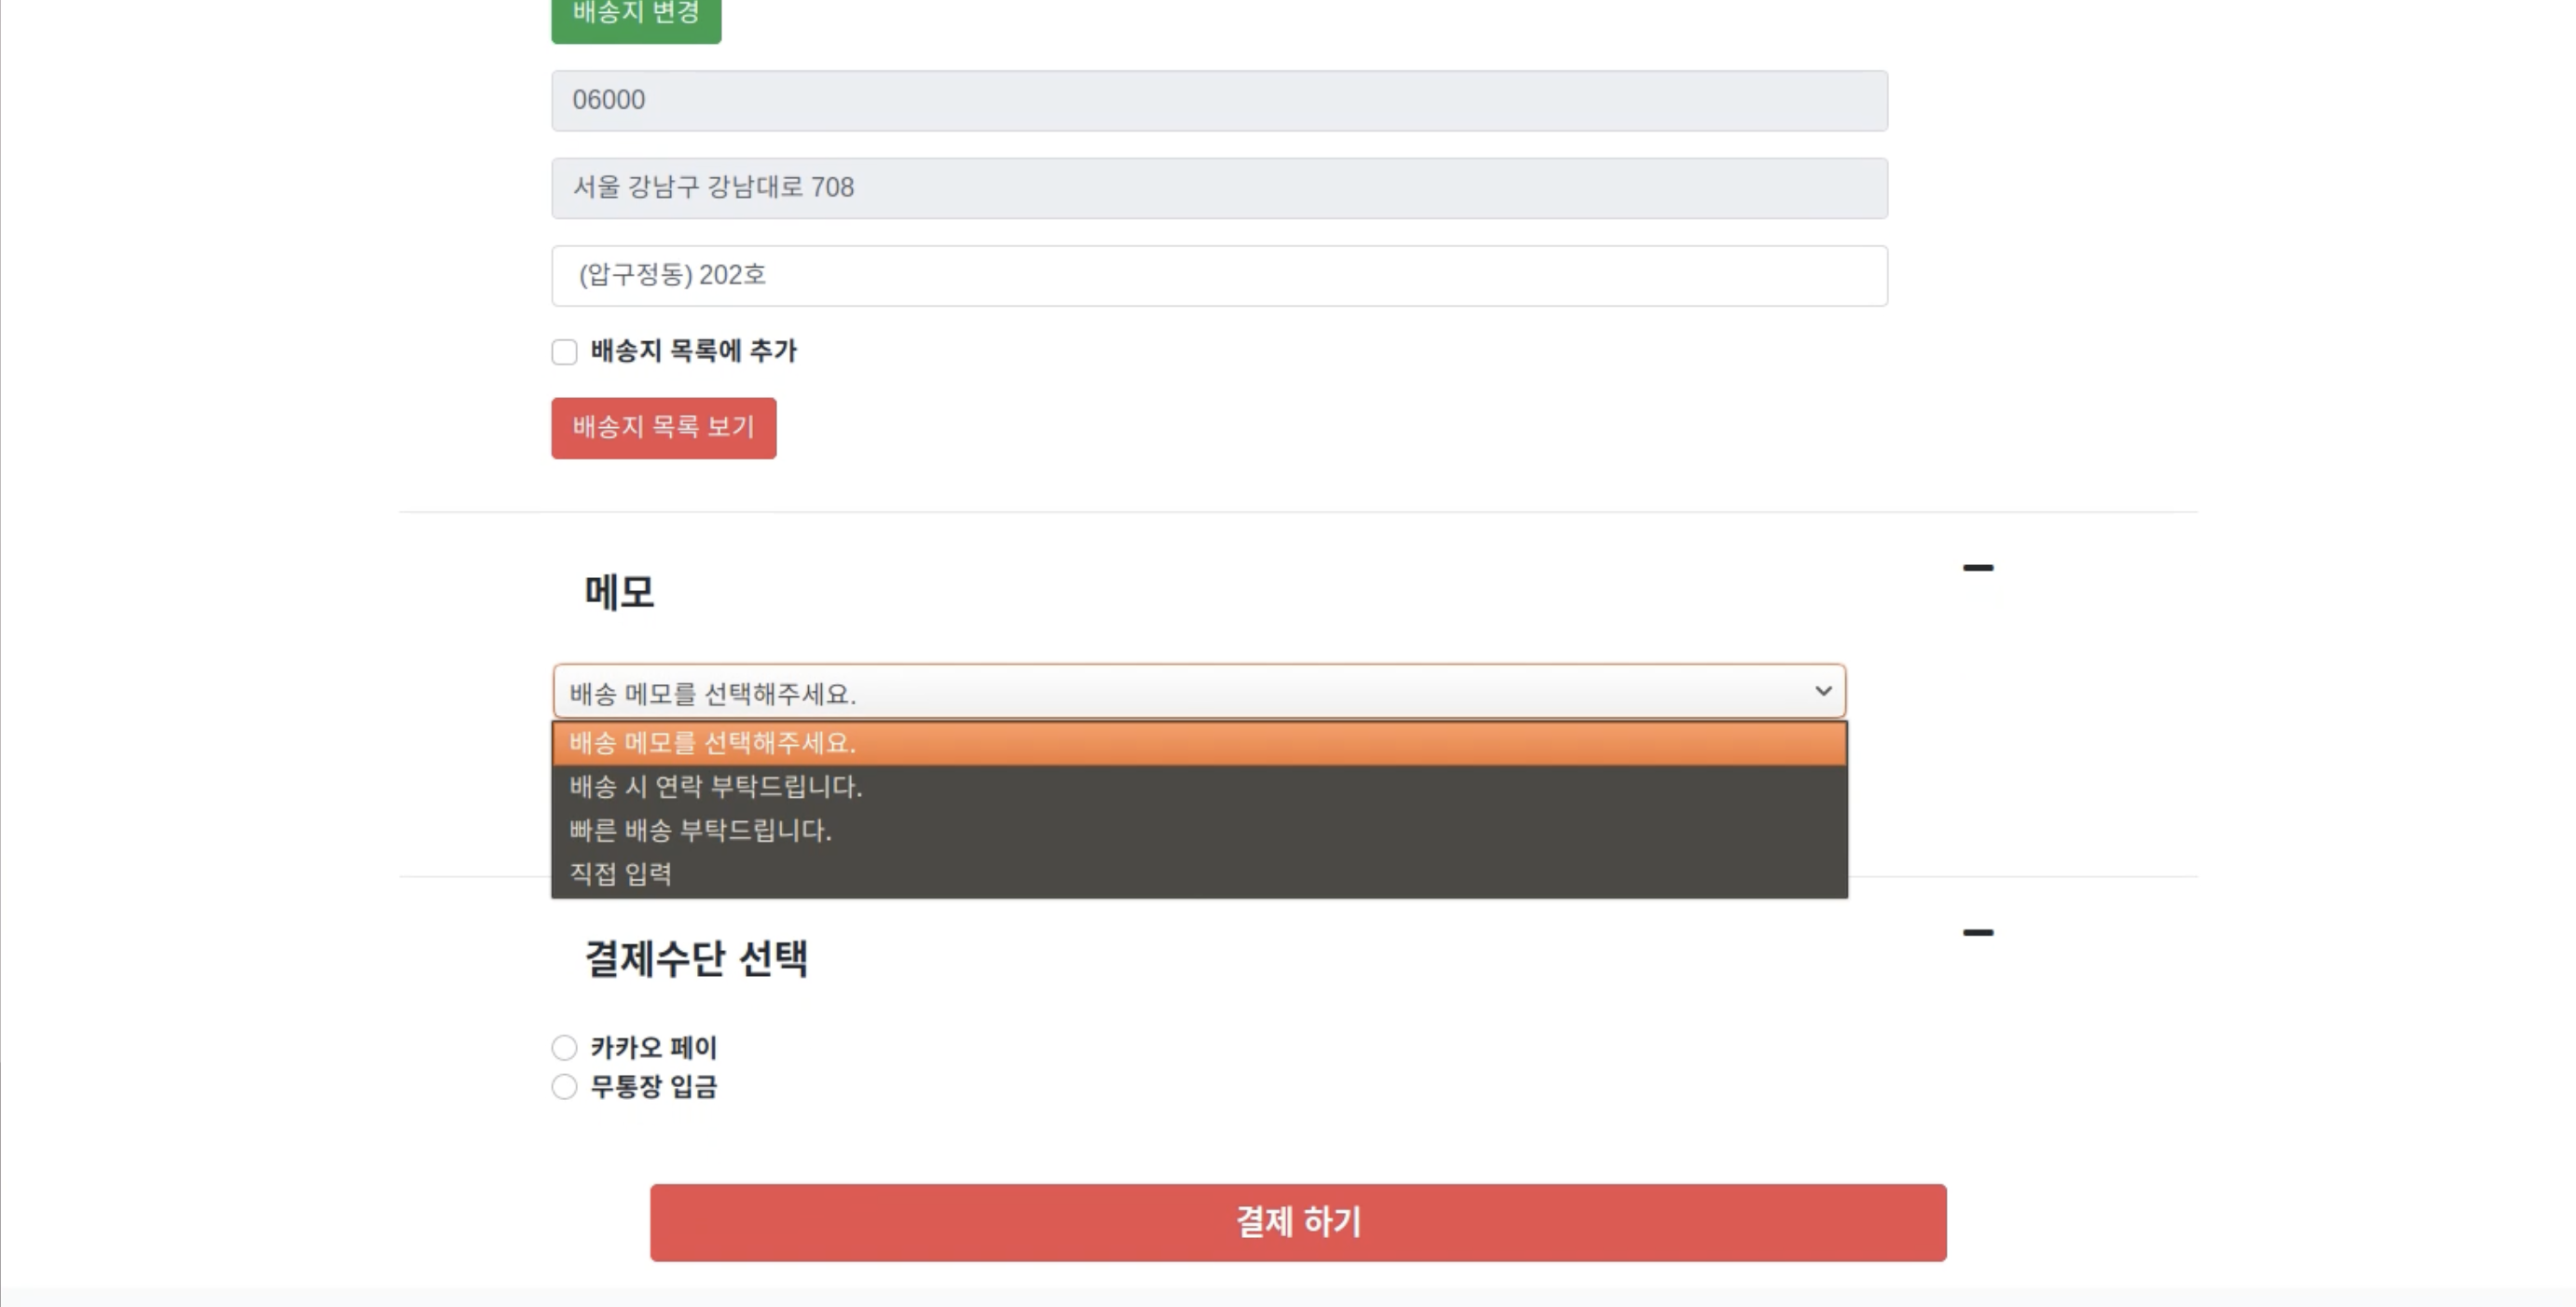 배송지 변경
06000
서울 강남구 강남대로 708
(압구정동) 202호
배송지 목록에 추가
배송지 목록 보기
메모
배송 메모를 선택해주세요.
배송 메모를 선택해주세요.
배송 시 연락 부탁드립니다.
빠른 배송 부탁드립니다.
직접 입력
결제수단 선택
카카오 페이
무통장 입금
결제 하기